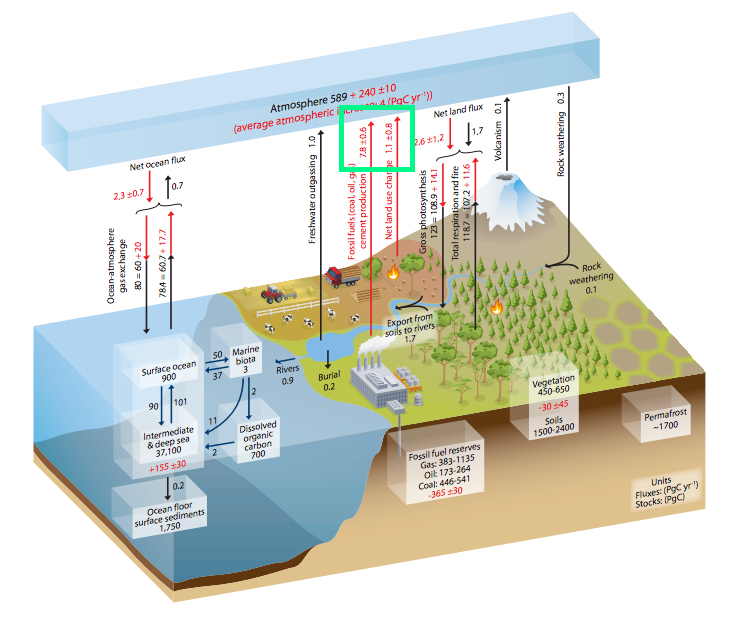 Atmosphere 589 + 240 ±10
(average atmospheric increase: 4 (PgC yr⁻¹))
Net ocean flux
2.3 ±0.7
0.7
Ocean-atmosphere
gas exchange
80 = 60 + 20
78.4 = 60.7 + 17.7
Freshwater outgassing 1.0
Fossil fuels (coal, oil, gas)
cement production 7.8 ±0.6
Net land use change 1.1 ±0.8
Net land flux
2.6 ±1.2
1.7
Gross photosynthesis
123 = 108.9 + 14.1
Total respiration and fire
118.7 = 107.2 + 11.6
Volcanism 0.1
Rock weathering 0.3
Rock
weathering
0.1
Export from
soils to rivers
1.7
Rivers
0.9
Burial
0.2
Surface ocean
900
50
37
Marine
biota
3
90
101
11
2
2
Intermediate
& deep sea
37,100
+155 ±30
Dissolved
organic
carbon
700
0.2
Ocean floor
surface sediments
1,750
Fossil fuel reserves
Gas: 383-1135
Oil: 173-264
Coal: 446-541
-365 ±30
Vegetation
450-650
-30 ±45
Soils
1500-2400
Permafrost
~1700
Units
Fluxes: (PgC yr⁻¹)
Stocks: (PgC)